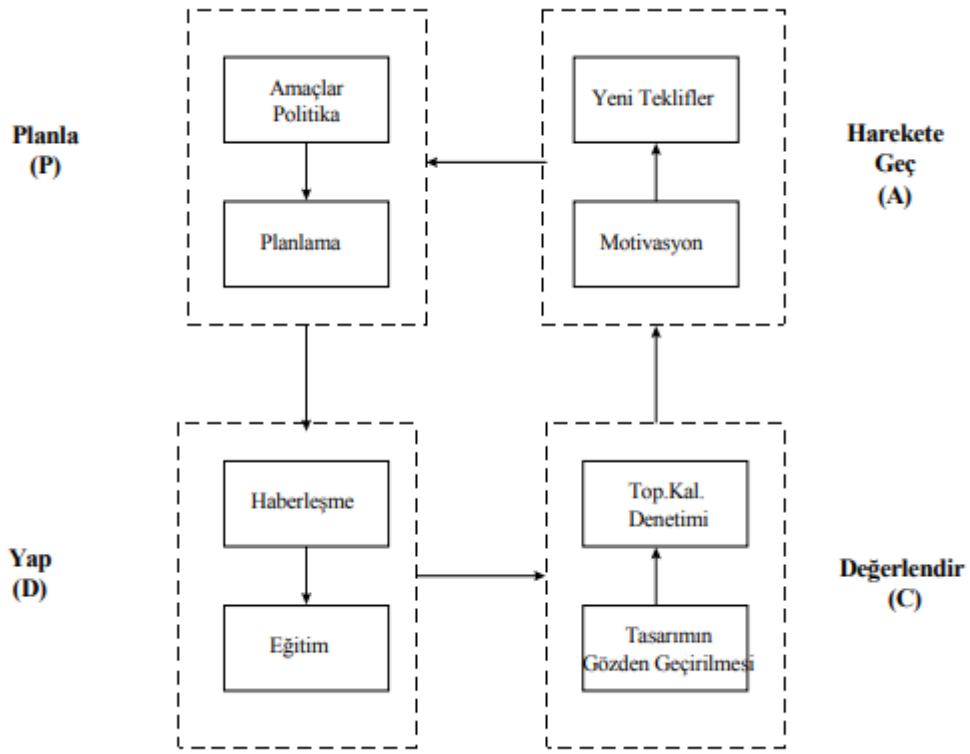 Planla
(P)
Amaçlar
Politika
Planlama
Yeni Teklifler
Motivasyon
Harekete
Geç
(A)
Yap
(D)
Haberleşme
Eğitim
Top.Kal.
Denetimi
Tasarımın
Gözden Geçirilmesi
Değerlendir
(C)